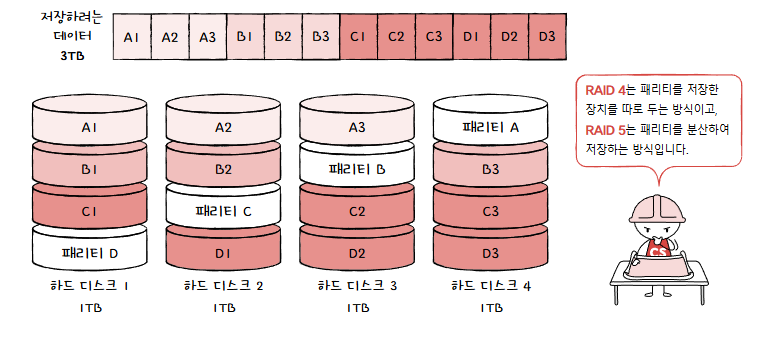 저장하려는
데이터
3TB
A1 A2 A3 B1 B2 B3 C1 C2 C3 D1 D2 D3
A1 A2 A3 패리티 A
B1 B2 패리티 B B3
C1 패리티 C C2 C3
패리티 D D1 D2 D3
하드 디스크 1 하드 디스크 2 하드 디스크 3 하드 디스크 4
1TB 1TB 1TB 1TB
RAID 4는 패리티를 저장한
장치를 따로 두는 방식이고,
RAID 5는 패리티를 분산하여
저장하는 방식입니다.
CS